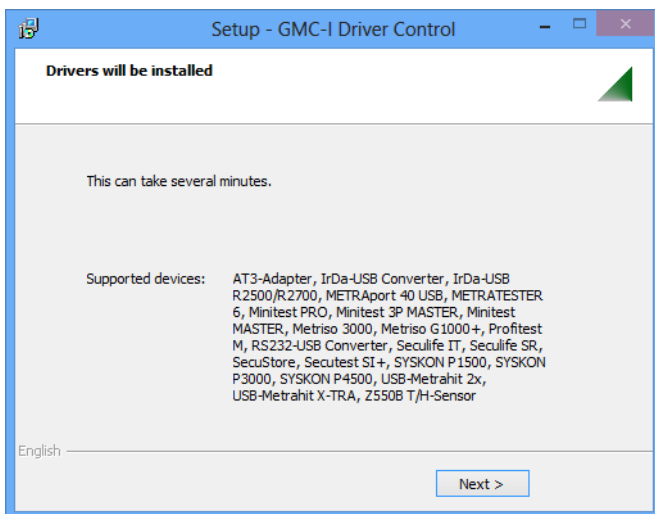 Setup - GMC-I Driver Control
Drivers will be installed
This can take several minutes.
Supported devices:
AT3-Adapter, IrDa-USB Converter, IrDa-USB
R2500/R2700, METRAport 40 USB, METRATESTER
6, Minitest PRO, Minitest 3P MASTER, Minitest
MASTER, Metriso 3000, Metriso G1000+, Profitest
M, RS232-USB Converter, Seculife IT, Seculife SR,
SecuStore, Secutest SI+, SYSKON P1500, SYSKON
P3000, SYSKON P4500, USB-Metrahit 2x,
USB-Metrahit X-TRA, Z550B T/H-Sensor
English
Next >